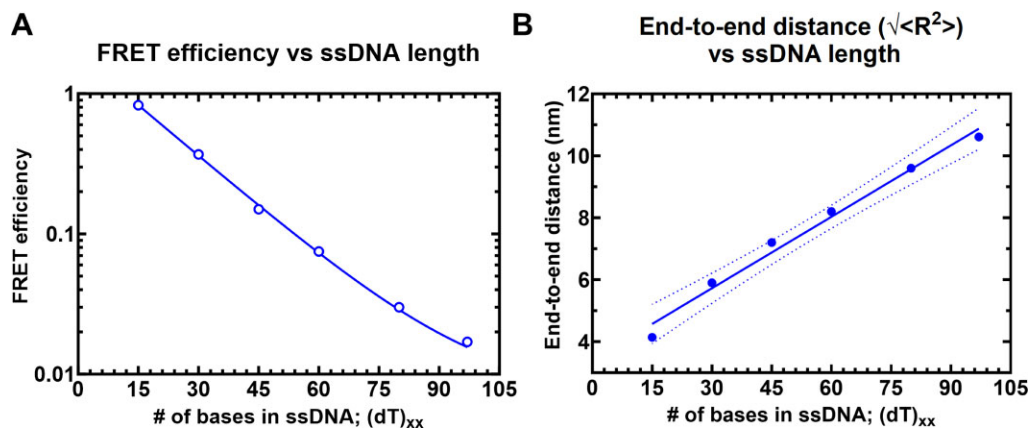 A
FRET efficiency vs ssDNA length
FRET efficiency
1
0.1
0.01
0 15 30 45 60 75 90 105
# of bases in ssDNA; (dT)xx
B
End-to-end distance (√<R²>)
vs ssDNA length
End-to-end distance (nm)
12
10
8
6
4
0 15 30 45 60 75 90 105
# of bases in ssDNA; (dT)xx